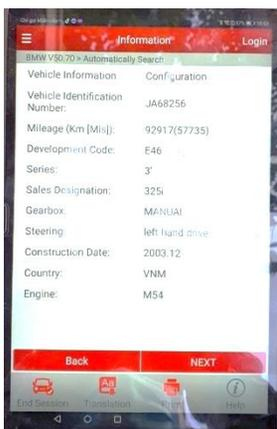 Information
Login
BMW V50.70 > Automatically Search
Vehicle Information Configuration
Vehicle Identification Number: JA68256
Mileage (Km [Mis]): 92917(57735)
Development Code: E46
Series: 3'
Sales Designation: 325i
Gearbox: MANUAl
Steering: left hand drive
Construction Date: 2003.12
Country: VNM
Engine: M54
Back NEXT
End Session Translation Print Help